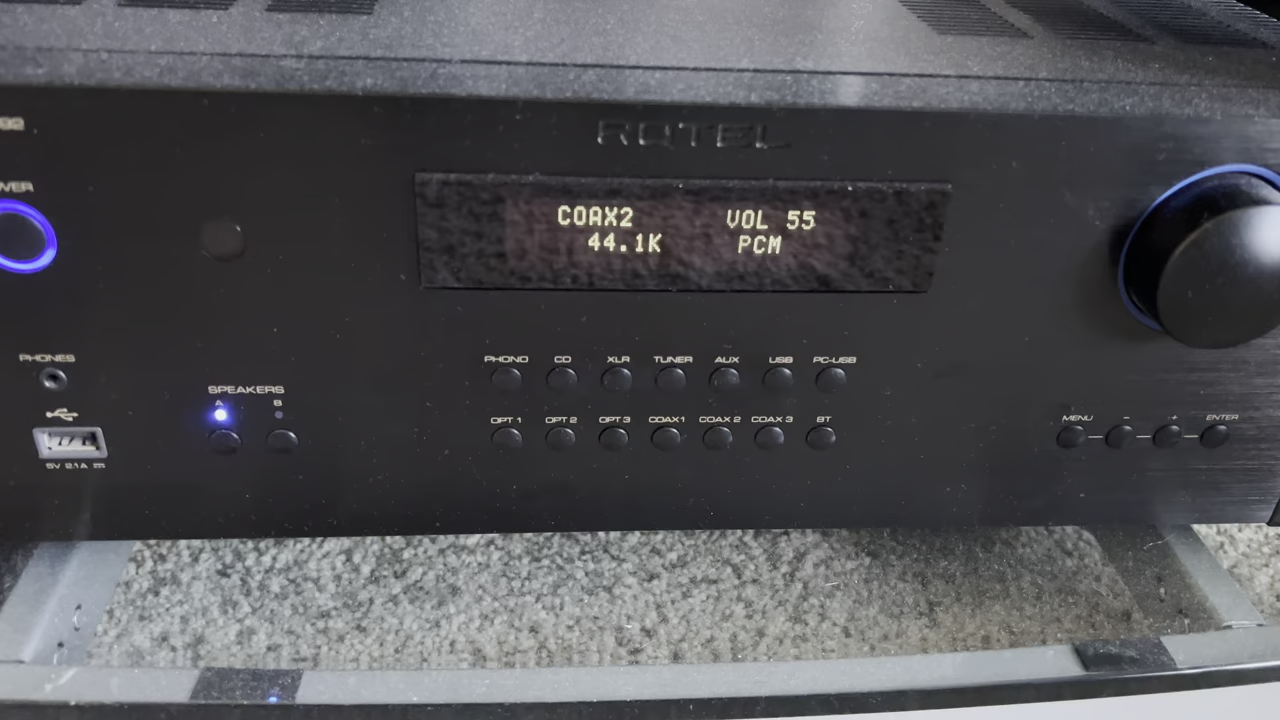 ROTEL
COAX2 VOL 55
44.1K PCM
PHONES
SPEAKERS
A B
5V 2.1A
PHONO CD XLR TUNER AUX USB PC-USB
OPT 1 OPT 2 OPT 3 COAX1 COAX 2 COAX 3 BT
MENU - + ENTER